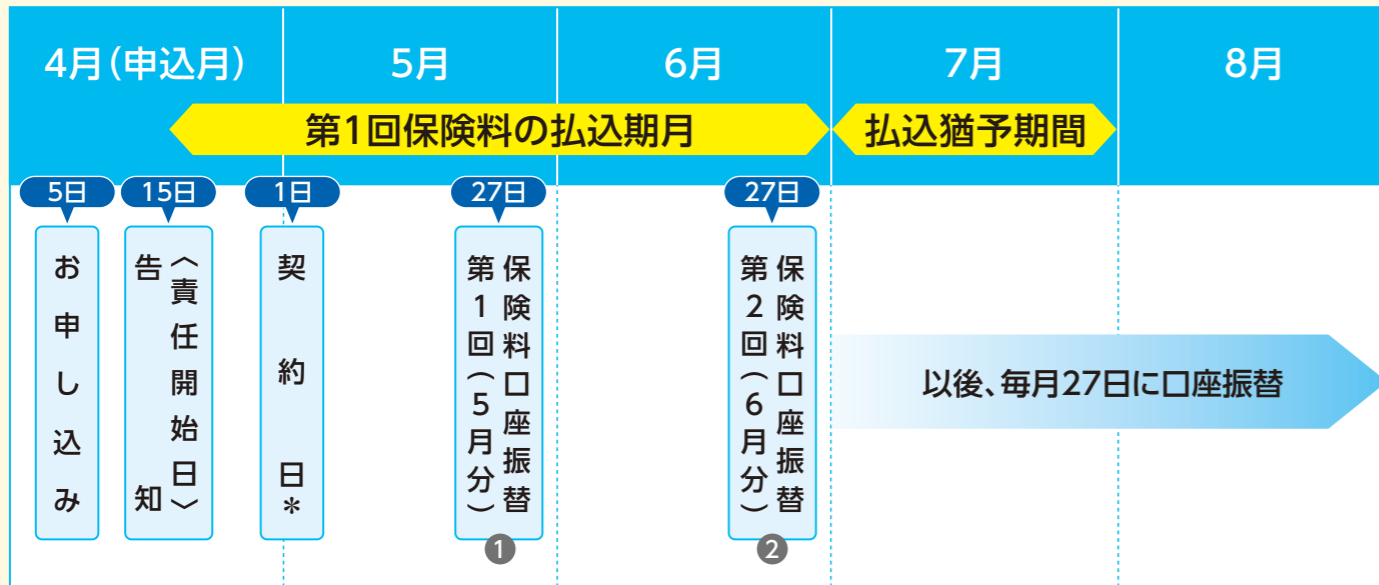 4月(申込月)
5月
6月
7月
8月
第1回保険料の払込期月
払込猶予期間
5日
15日
1日
27日
27日
お申し込み
告知
〈責任開始日〉
契約日*
保険料口座振替
第1回(5月分)
❶
保険料口座振替
第2回(6月分)
❷
以後、毎月27日に口座振替